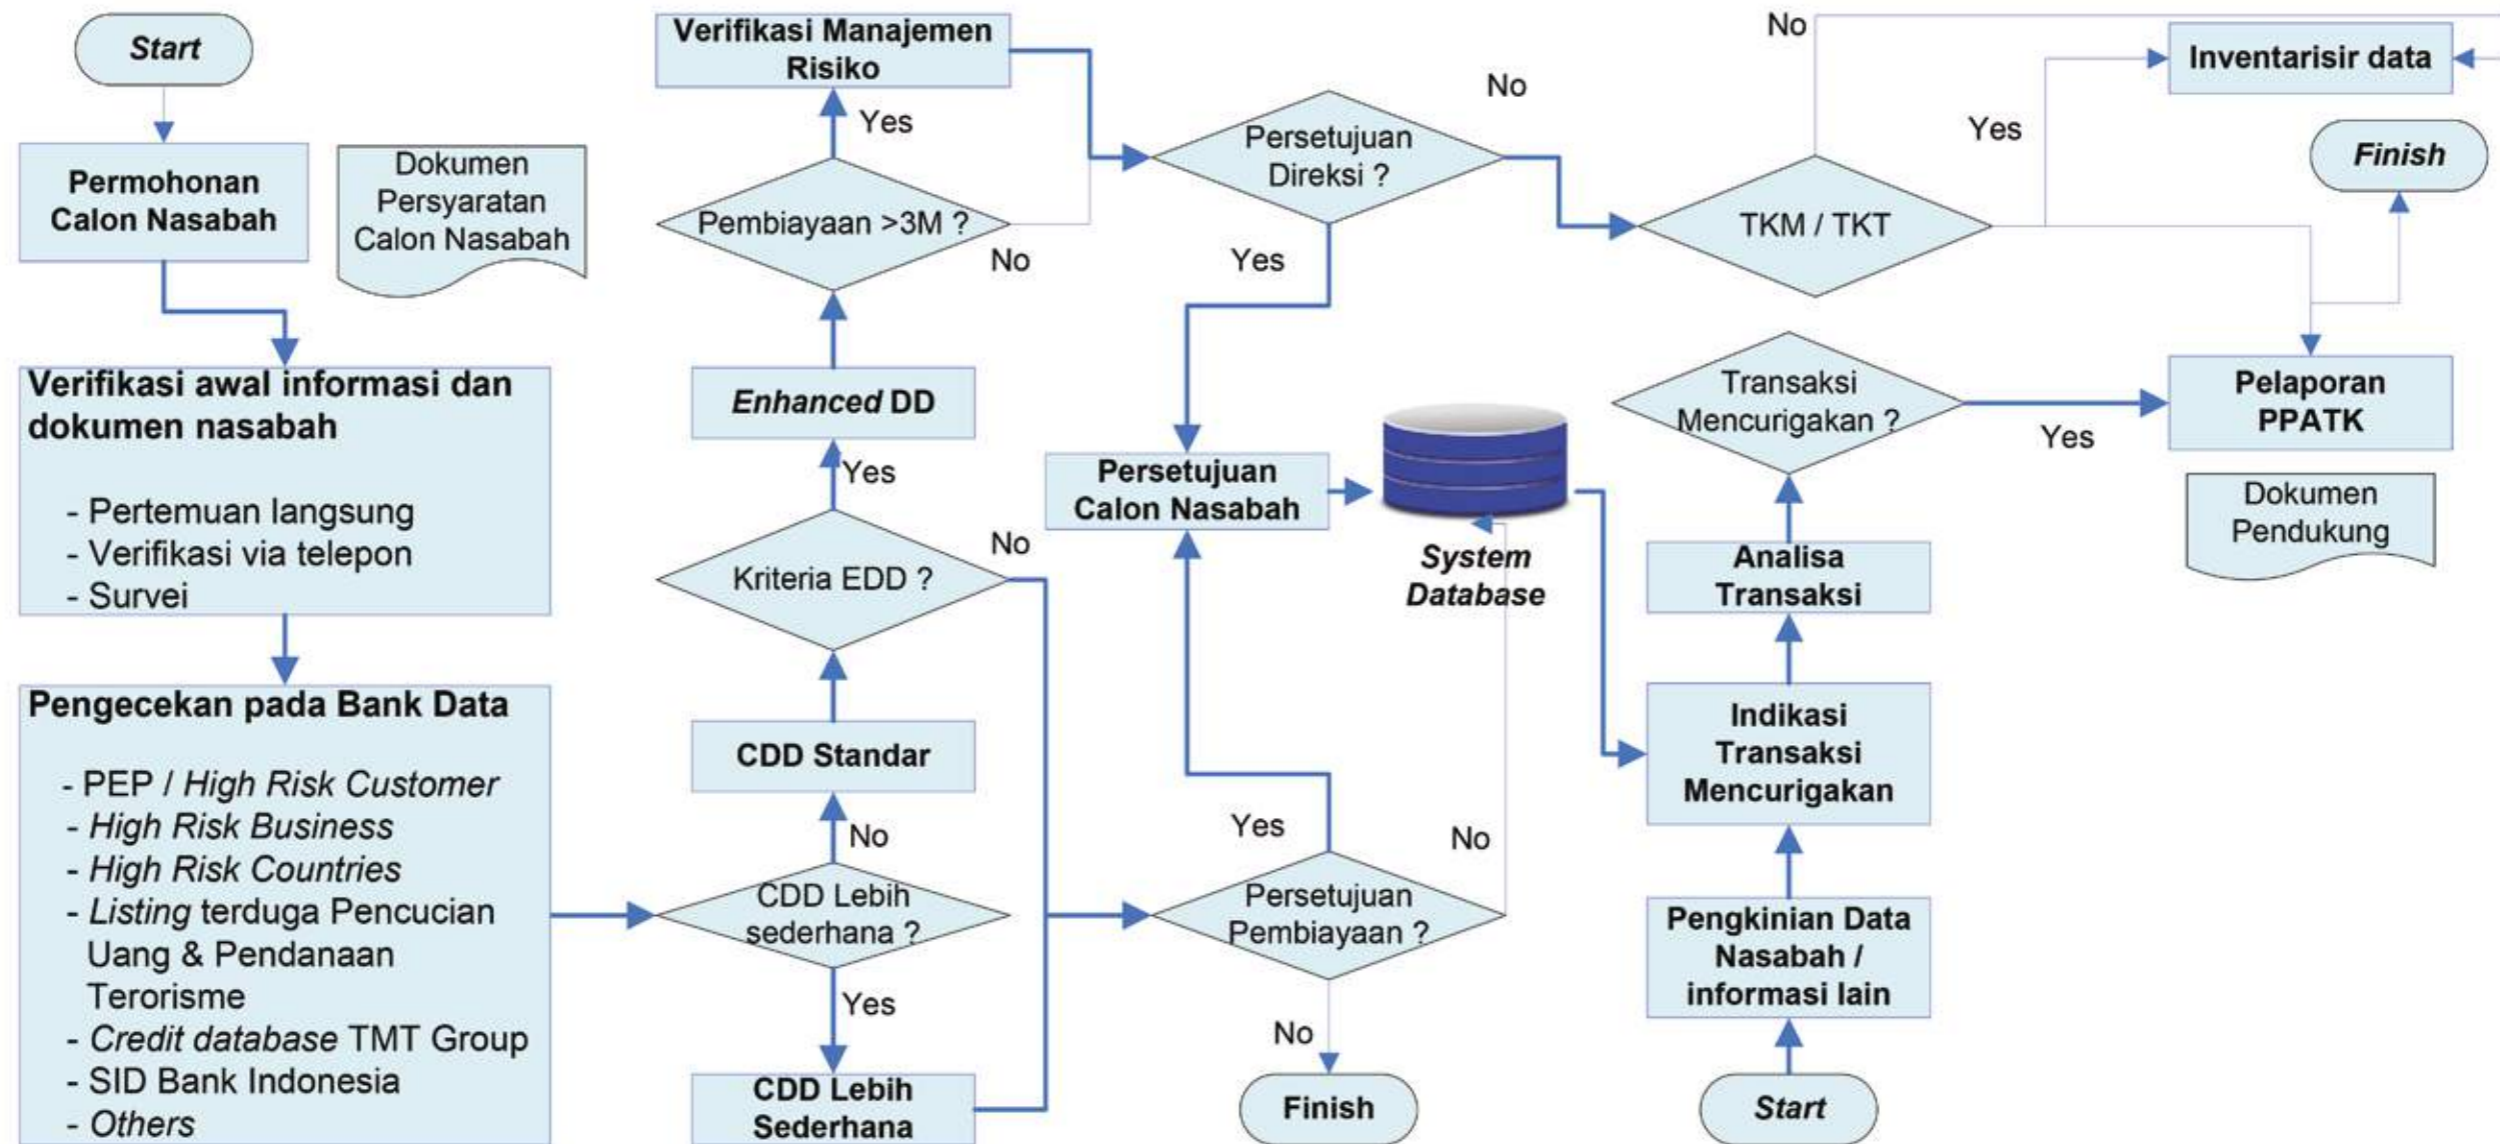 Start
Permohonan
Calon Nasabah
Dokumen
Persyaratan
Calon Nasabah
Verifikasi awal informasi dan
dokumen nasabah
- Pertemuan langsung
- Verifikasi via telepon
- Survei
Pengecekan pada Bank Data
- PEP / High Risk Customer
- High Risk Business
- High Risk Countries
- Listing terduga Pencucian
Uang & Pendanaan
Terorisme
- Credit database TMT Group
- SID Bank Indonesia
- Others
Verifikasi Manajemen
Risiko
Yes
Pembiayaan >3M ?
No
Enhanced DD
Yes
Kriteria EDD ?
No
CDD Standar
No
CDD Lebih
sederhana ?
Yes
CDD Lebih
Sederhana
Persetujuan
Direksi ?
No
Yes
Persetujuan
Calon Nasabah
System
Database
Yes
No
Persetujuan
Pembiayaan ?
No
Finish
No
Yes
TKM / TKT
Inventarisir data
Finish
Transaksi
Mencurigakan ?
Yes
Pelaporan
PPATK
Dokumen
Pendukung
Analisa
Transaksi
Indikasi
Transaksi
Mencurigakan
Pengkinian Data
Nasabah /
informasi lain
Start